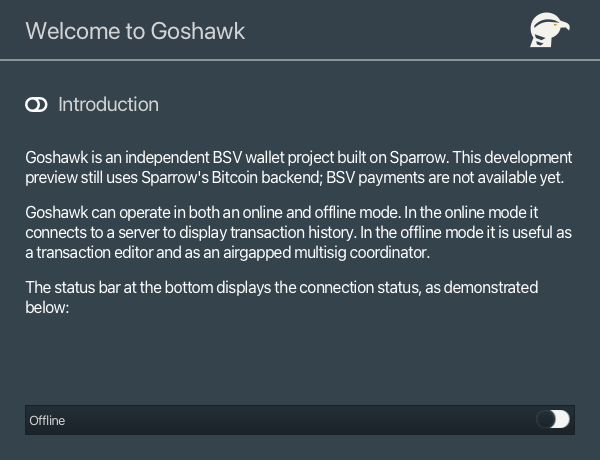 Welcome to Goshawk
Introduction
Goshawk is an independent BSV wallet project built on Sparrow. This development
preview still uses Sparrow's Bitcoin backend; BSV payments are not available yet.
Goshawk can operate in both an online and offline mode. In the online mode it
connects to a server to display transaction history. In the offline mode it is useful as
a transaction editor and as an airgapped multisig coordinator.
The status bar at the bottom displays the connection status, as demonstrated
below:
Offline